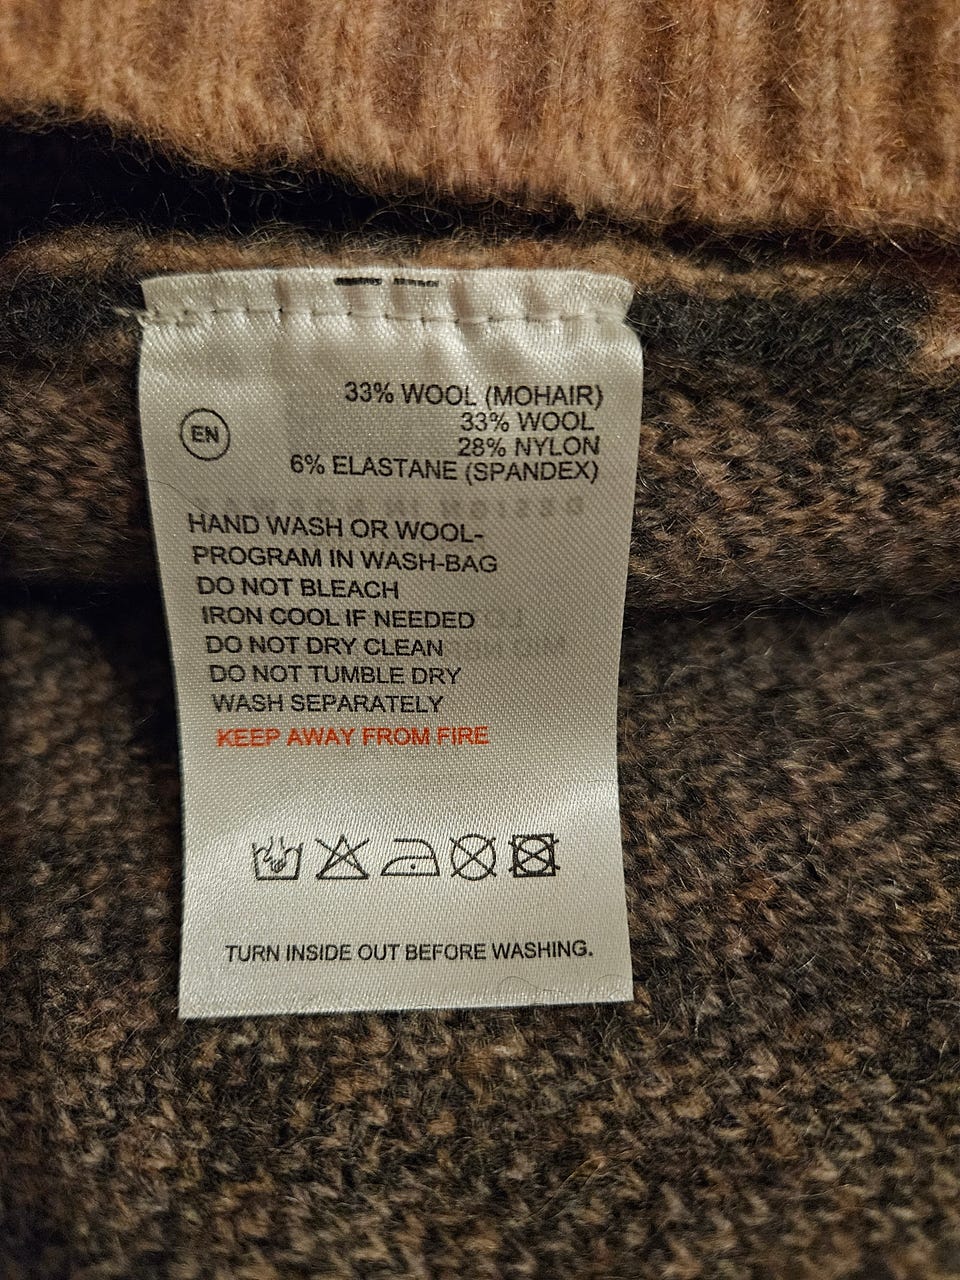 33% WOOL (MOHAIR)
33% WOOL
EN
28% NYLON
6% ELASTANE (SPANDEX)
HAND WASH OR WOOL-
PROGRAM IN WASH-BAG
DO NOT BLEACH
IRON COOL IF NEEDED
DO NOT DRY CLEAN
DO NOT TUMBLE DRY
WASH SEPARATELY
KEEP AWAY FROM FIRE
TURN INSIDE OUT BEFORE WASHING.